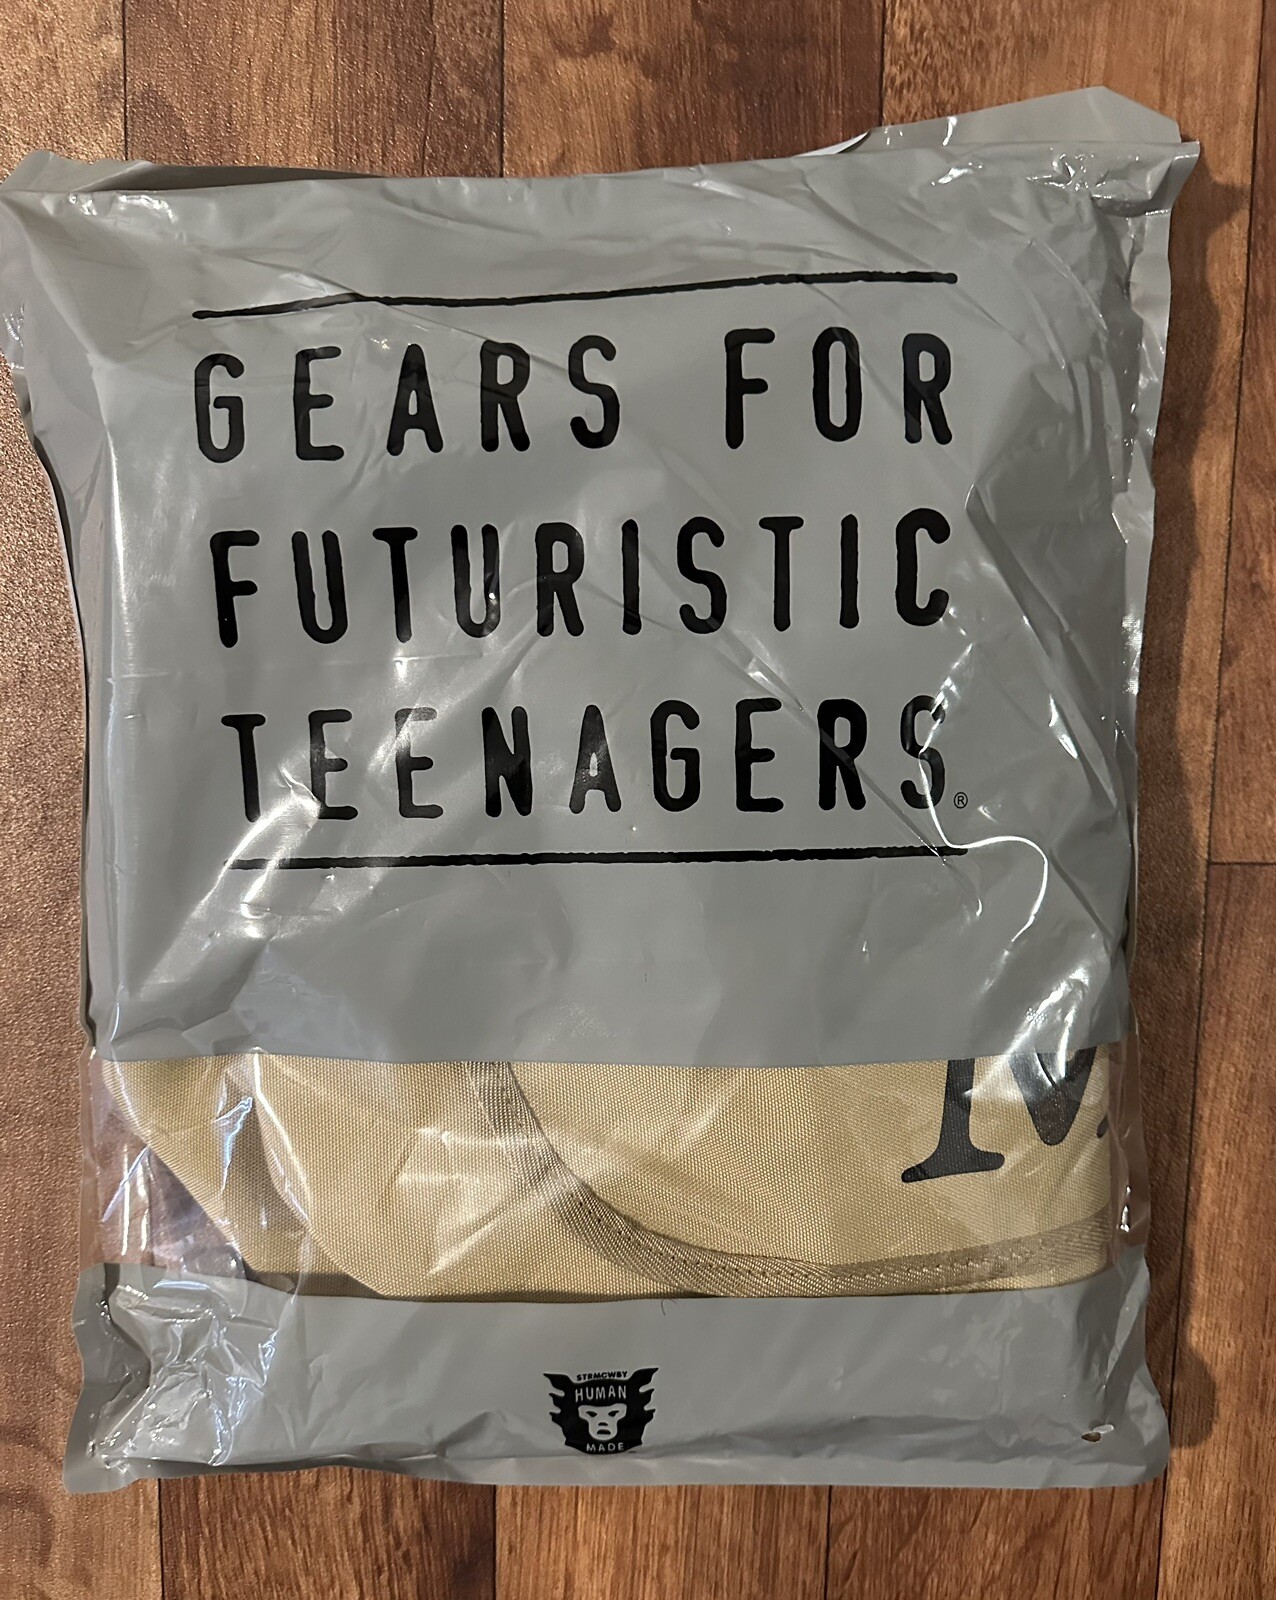 GEARS FOR
FUTURISTIC
TEENAGERS®
M
STRMCWBY
HUMAN
MADE